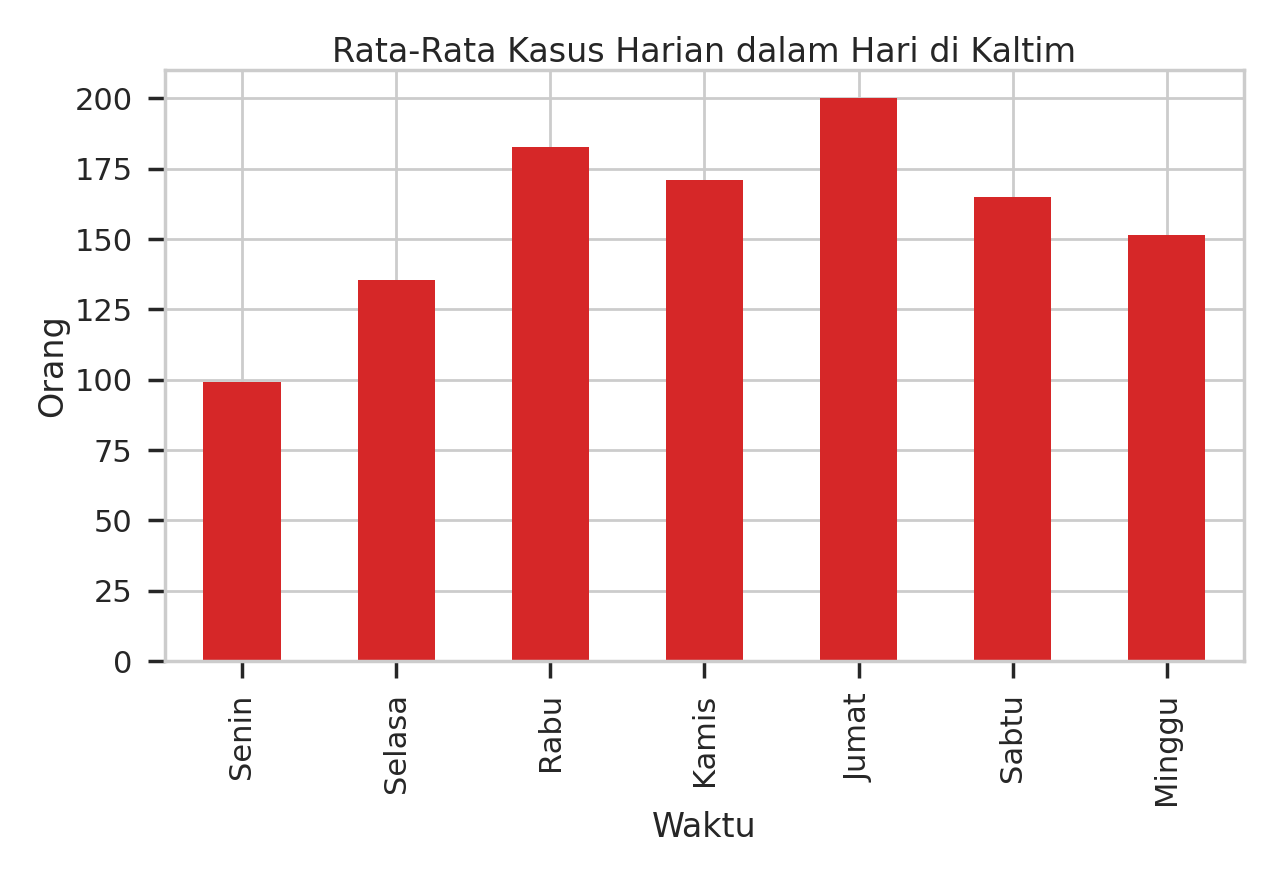 Rata-Rata Kasus Harian dalam Hari di Kaltim
200
175
150
125
100
75
50
25
0
Orang
Senin
Selasa
Rabu
Kamis
Jumat
Sabtu
Minggu
Waktu